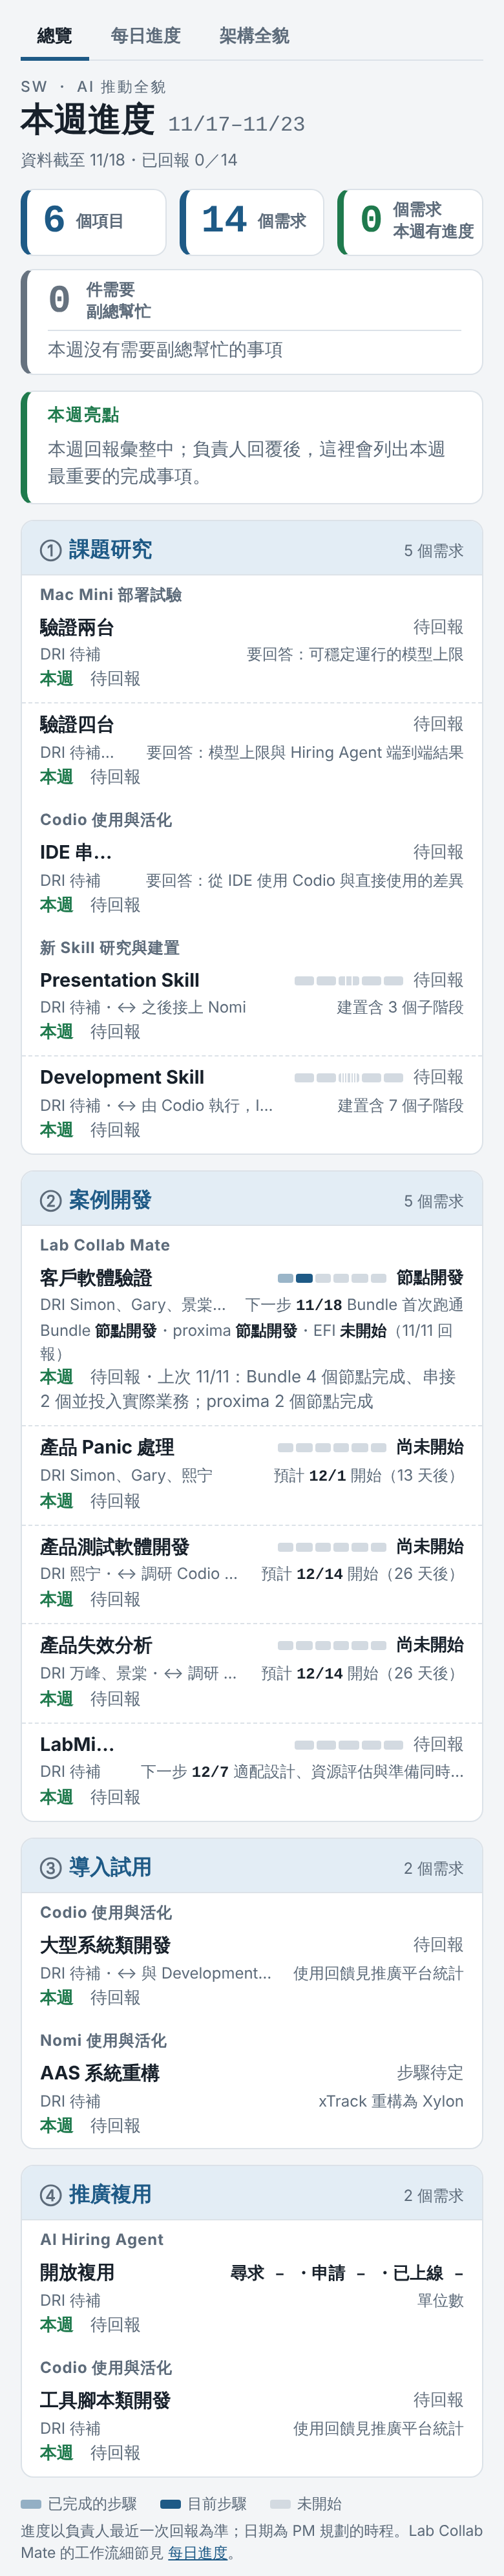 總覽 每日進度 架構全貌
SW · AI 推動全貌
本週進度 11/17–11/23
資料截至 11/18・已回報 0／14
6 個項目
14 個需求
0 個需求
本週有進度
0 件需要
副總幫忙
本週沒有需要副總幫忙的事項
本週亮點
本週回報彙整中；負責人回覆後，這裡會列出本週
最重要的完成事項。
① 課題研究 5 個需求
Mac Mini 部署試驗
驗證兩台 待回報
DRI 待補 要回答：可穩定運行的模型上限
本週 待回報
驗證四台 待回報
DRI 待補… 要回答：模型上限與 Hiring Agent 端到端結果
本週 待回報
Codio 使用與活化
IDE 串… 待回報
DRI 待補 要回答：從 IDE 使用 Codio 與直接使用的差異
本週 待回報
新 Skill 研究與建置
Presentation Skill 待回報
DRI 待補・↔ 之後接上 Nomi 建置含 3 個子階段
本週 待回報
Development Skill 待回報
DRI 待補・↔ 由 Codio 執行，I… 建置含 7 個子階段
本週 待回報
② 案例開發 5 個需求
Lab Collab Mate
客戶軟體驗證 節點開發
DRI Simon、Gary、景棠… 下一步 11/18 Bundle 首次跑通
Bundle 節點開發・proxima 節點開發・EFI 未開始（11/11 回
報）
本週 待回報・上次 11/11：Bundle 4 個節點完成、串接
2 個並投入實際業務；proxima 2 個節點完成
產品 Panic 處理 尚未開始
DRI Simon、Gary、熙宁 預計 12/1 開始（13 天後）
本週 待回報
產品測試軟體開發 尚未開始
DRI 熙宁・↔ 調研 Codio … 預計 12/14 開始（26 天後）
本週 待回報
產品失效分析 尚未開始
DRI 万峰、景棠・↔ 調研 … 預計 12/14 開始（26 天後）
本週 待回報
LabMi… 待回報
DRI 待補 下一步 12/7 適配設計、資源評估與準備同時…
本週 待回報
③ 導入試用 2 個需求
Codio 使用與活化
大型系統類開發 待回報
DRI 待補・↔ 與 Development… 使用回饋見推廣平台統計
本週 待回報
Nomi 使用與活化
AAS 系統重構 步驟待定
DRI 待補 xTrack 重構為 Xylon
本週 待回報
④ 推廣複用 2 個需求
AI Hiring Agent
開放複用 尋求 –・申請 –・已上線 –
DRI 待補 單位數
本週 待回報
Codio 使用與活化
工具腳本類開發 待回報
DRI 待補 使用回饋見推廣平台統計
本週 待回報
已完成的步驟 目前步驟 未開始
進度以負責人最近一次回報為準；日期為 PM 規劃的時程。Lab Collab
Mate 的工作流細節見 每日進度。